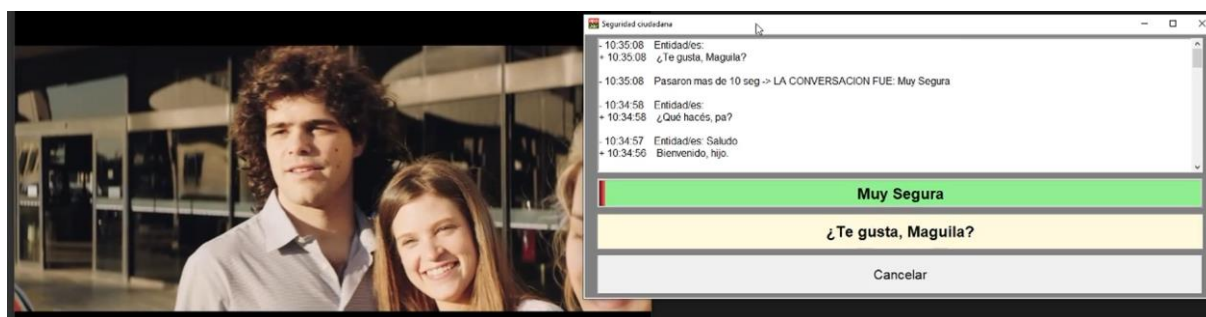 Seguridad ciudadana
- 10:35:08 Entidad/es:
+ 10:35:08 ¿Te gusta, Maguila?
- 10:35:08 Pasaron mas de 10 seg -> LA CONVERSACION FUE: Muy Segura
- 10:34:58 Entidad/es:
+ 10:34:58 ¿Qué hacés, pa?
- 10:34:57 Entidad/es: Saludo
+ 10:34:56 Bienvenido, hijo.
Muy Segura
¿Te gusta, Maguila?
Cancelar